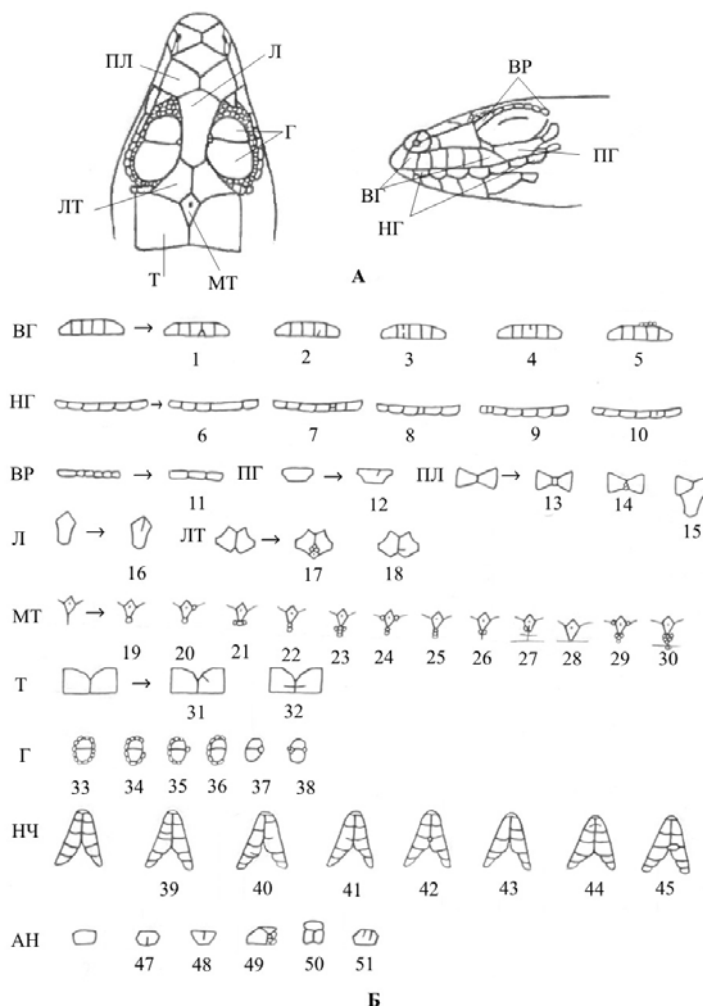 ПЛ Л ВР
Г
ПГ
ВГ
ЛТ НГ
Т МТ А
ВГ
1 2 3 4 5
НГ
6 7 8 9 10
ВР ПГ ПЛ
11 12 13 14 15
Л ЛТ
16 17 18
МТ
19 20 21 22 23 24 25 26 27 28 29 30
Т
31 32
Г
33 34 35 36 37 38
НЧ
39 40 41 42 43 44 45
АН
47 48 49 50 51
Б